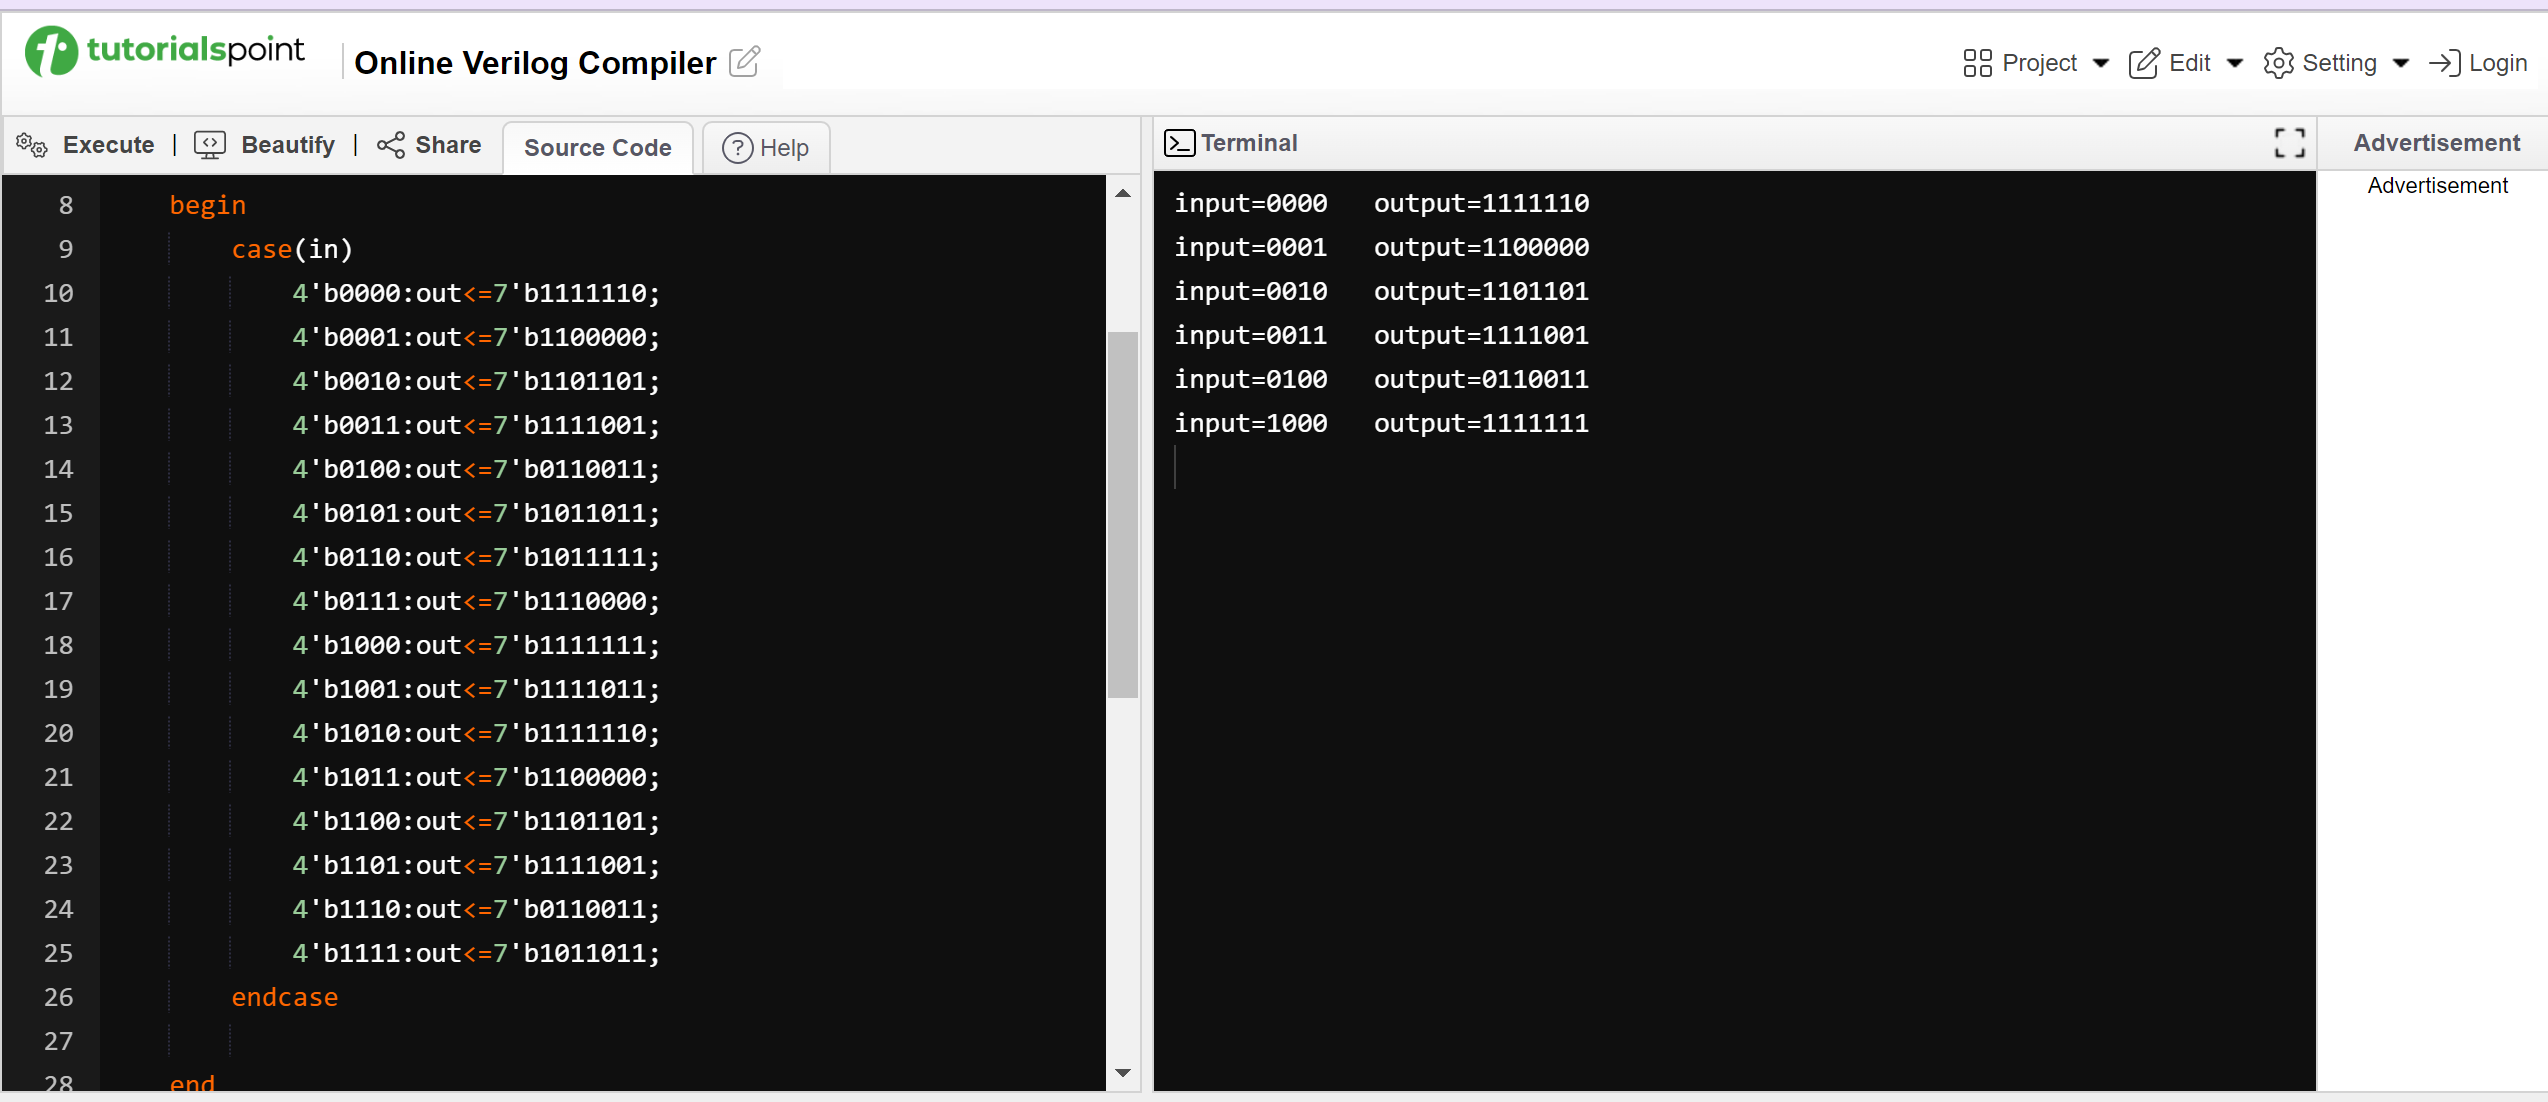 tutorialspoint
Online Verilog Compiler
Project Edit Setting Login
Execute | Beautify | Share Source Code Help
8 begin
9 case(in)
10 4'b0000:out<=7'b1111110;
11 4'b0001:out<=7'b1100000;
12 4'b0010:out<=7'b1101101;
13 4'b0011:out<=7'b1111001;
14 4'b0100:out<=7'b0110011;
15 4'b0101:out<=7'b1011011;
16 4'b0110:out<=7'b1011111;
17 4'b0111:out<=7'b1110000;
18 4'b1000:out<=7'b1111111;
19 4'b1001:out<=7'b1111011;
20 4'b1010:out<=7'b1111110;
21 4'b1011:out<=7'b1100000;
22 4'b1100:out<=7'b1101101;
23 4'b1101:out<=7'b1111001;
24 4'b1110:out<=7'b0110011;
25 4'b1111:out<=7'b1011011;
26 endcase
27
28 end
Terminal
input=0000 output=1111110
input=0001 output=1100000
input=0010 output=1101101
input=0011 output=1111001
input=0100 output=0110011
input=1000 output=1111111
Advertisement
Advertisement